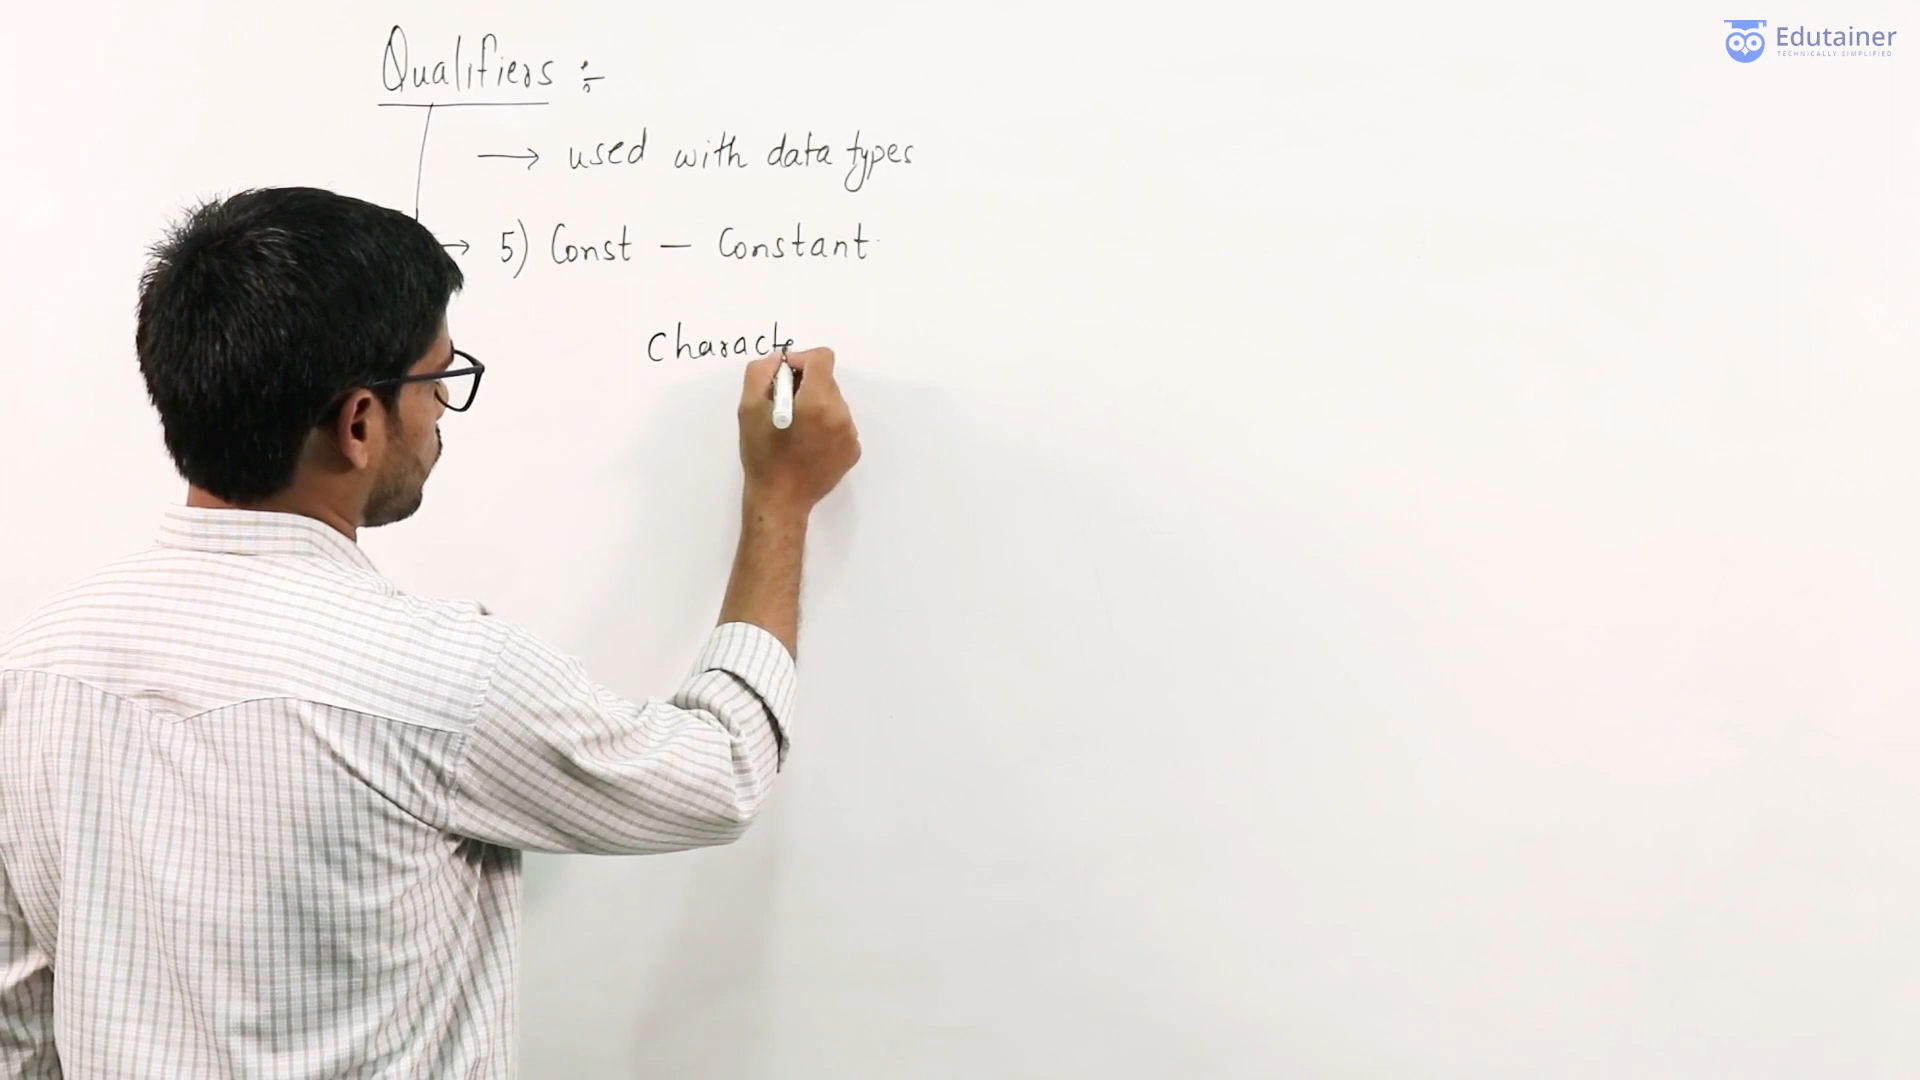 Qualifiers :-
→ used with data types
→ 5) Const — Constant
Characte
Edutainer
TECHNICALLY SIMPLIFIED